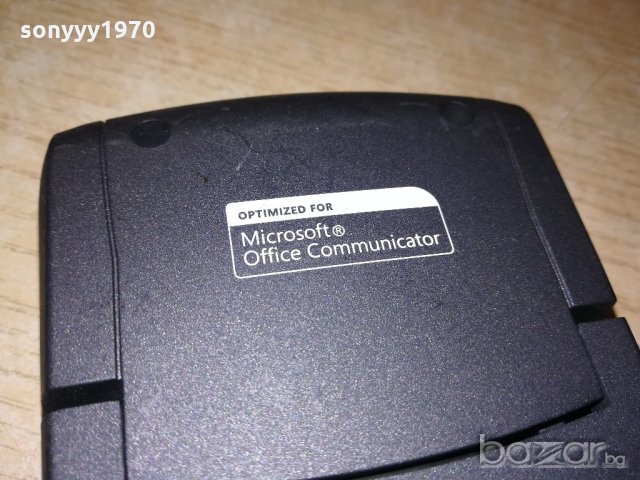 sonyyy1970
OPTIMIZED FOR
Microsoft®
Office Communicator
bazar.bg